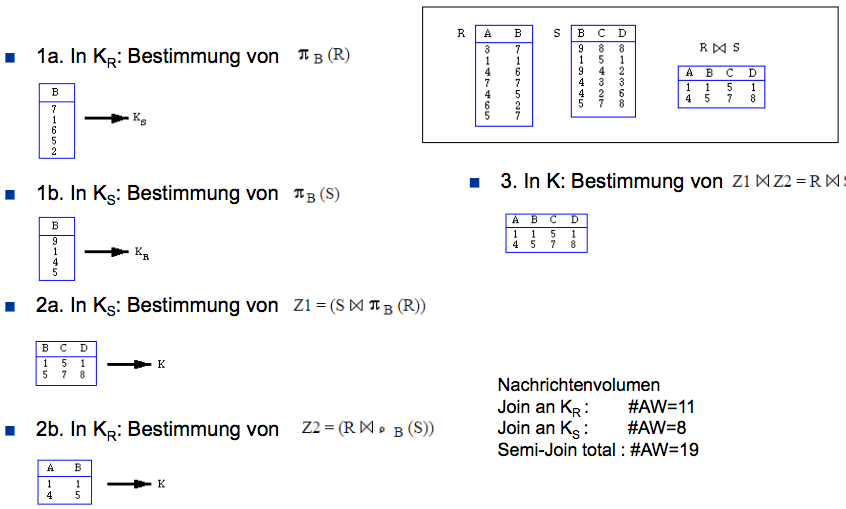 1a. In K_R: Bestimmung von π_B (R)
B
7
1
6
5
2
K_S
1b. In K_S: Bestimmung von π_B (S)
B
9
1
4
5
K_R
2a. In K_S: Bestimmung von Z1 = (S ⋈ π_B (R))
B C D
1 5 1
5 7 8
K
2b. In K_R: Bestimmung von Z2 = (R ⋈ _B (S))
A B
1 1
4 5
K
R
A B
3 7
1 1
4 6
7 7
4 5
6 2
5 7
S
B C D
9 8 8
1 5 1
9 4 2
4 3 3
4 2 6
5 7 8
R ⋈ S
A B C D
1 1 5 1
4 5 7 8
3. In K: Bestimmung von Z1 ⋈ Z2 = R ⋈ S
A B C D
1 1 5 1
4 5 7 8
Nachrichtenvolumen
Join an K_R : #AW=11
Join an K_S : #AW=8
Semi-Join total : #AW=19